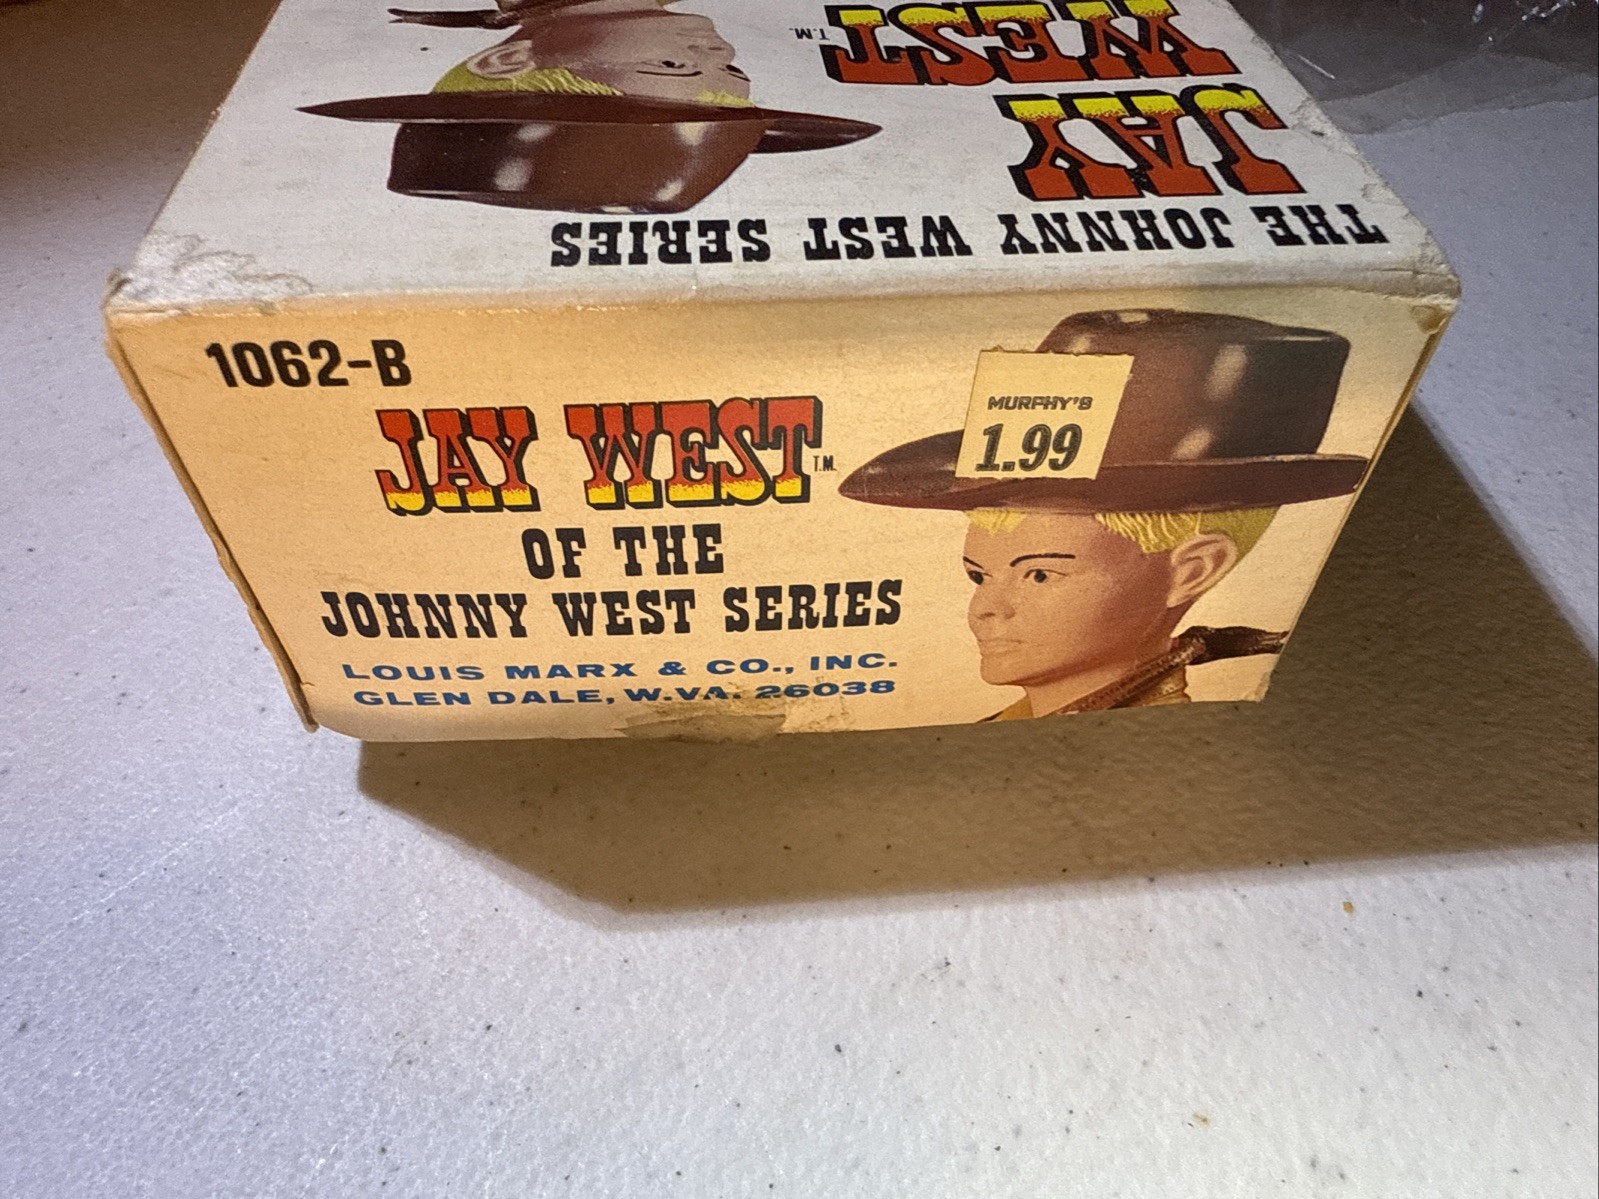 JAY
WEST T.M.
THE JOHNNY WEST SERIES
1062-B
JAY WEST T.M.
OF THE
JOHNNY WEST SERIES
LOUIS MARX & CO., INC.
GLEN DALE, W.VA. 26038
MURPHY'S
1.99